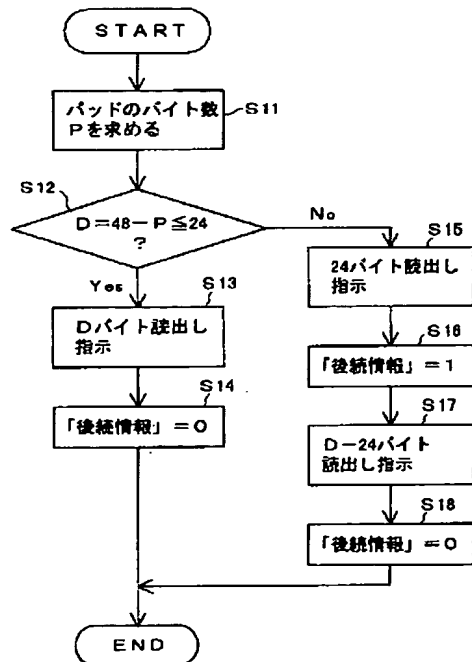 START
パッドのバイト数
Pを求める
S11
S12
D=48-P≦24
?
No
Yes
S13
Dバイト読出し
指示
S14
「後続情報」=0
S15
24バイト読出し
指示
S16
「後続情報」=1
S17
D-24バイト
読出し指示
S18
「後続情報」=0
END